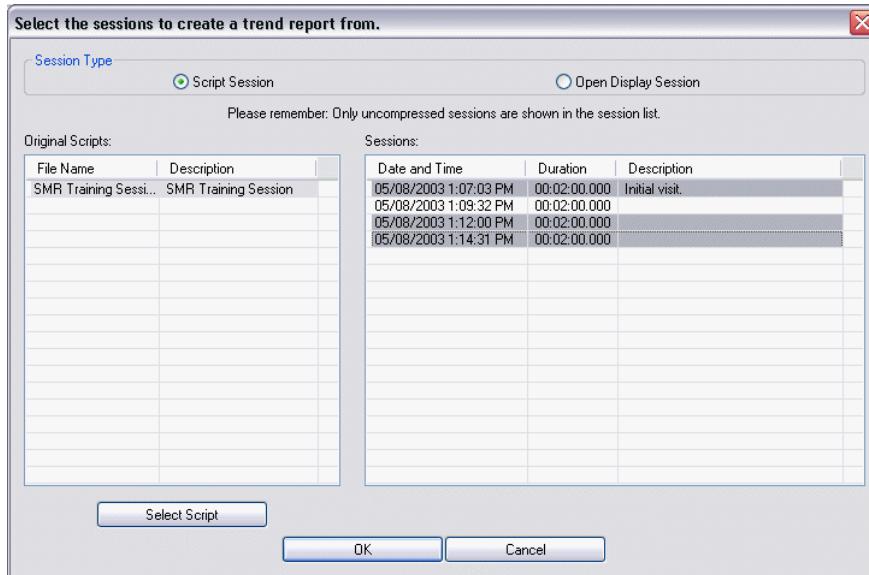 Select the sessions to create a trend report from.
Session Type
Script Session Open Display Session
Please remember: Only uncompressed sessions are shown in the session list.
Original Scripts: Sessions:
File Name Description Date and Time Duration Description
SMR Training Sessi... SMR Training Session 05/08/2003 1:07:03 PM 00:02:00.000 Initial visit.
05/08/2003 1:09:32 PM 00:02:00.000
05/08/2003 1:12:00 PM 00:02:00.000
05/08/2003 1:14:31 PM 00:02:00.000
Select Script
OK Cancel